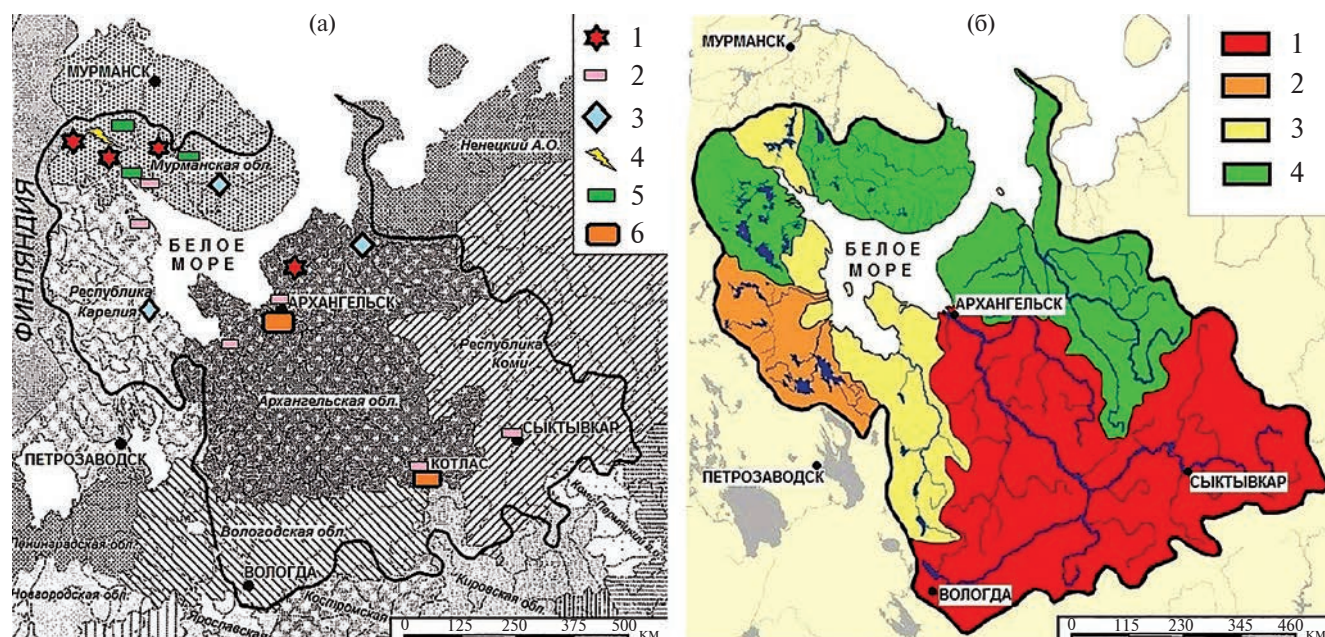 (а)
МУРМАНСК
1
2
3
4
5
6
Мурманская обл.
Ненецкий А.О.
ФИНЛЯНДИЯ
БЕЛОЕ
МОРЕ
Республика
Карелия
АРХАНГЕЛЬСК
Республика
Коми
Архангельская обл.
СЫКТЫВКАР
ПЕТРОЗАВОДСК
КОТЛАС
Вологодская обл.
Ленинградская обл.
ВОЛОГДА
Кировская обл.
Новгородская обл.
Костромская
Ярославская
0 125 250 375 500
КМ
(б)
МУРМАНСК
1
2
3
4
БЕЛОЕ
МОРЕ
АРХАНГЕЛЬСК
ПЕТРОЗАВОДСК
СЫКТЫВКАР
ВОЛОГДА
0 115 230 345 460
КМ